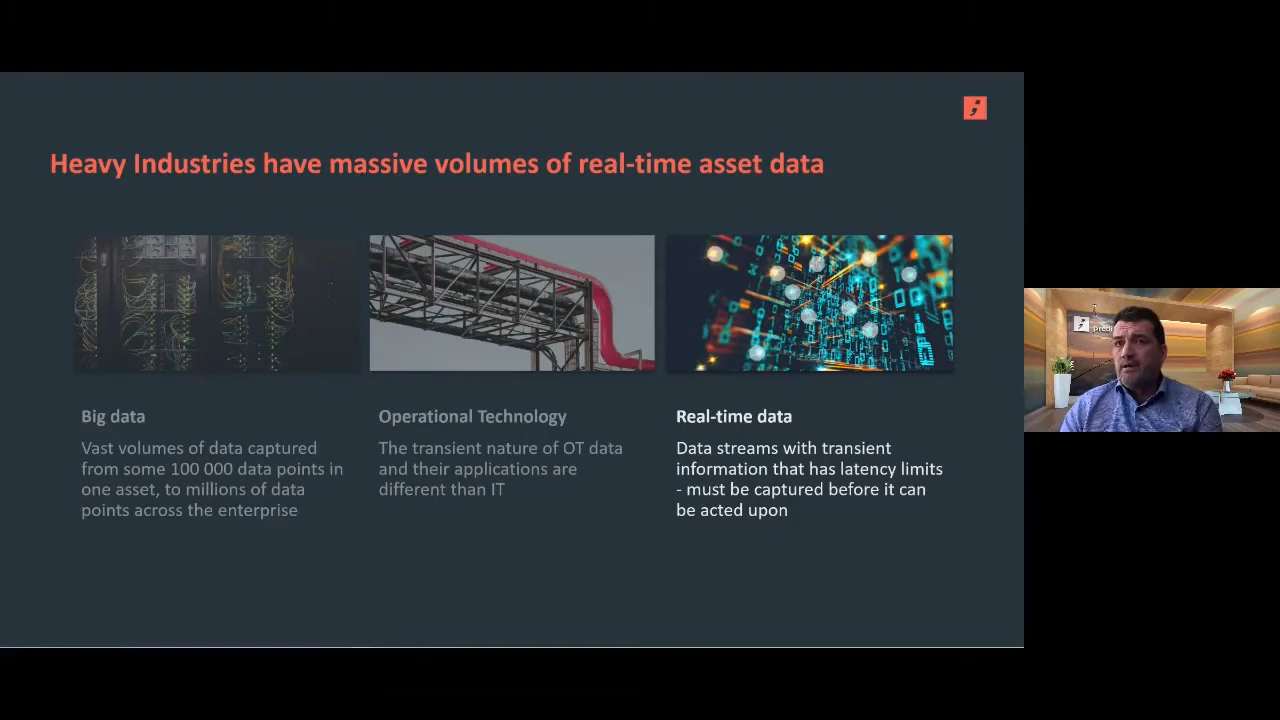 Heavy Industries have massive volumes of real-time asset data
Big data
Vast volumes of data captured
from some 100 000 data points in
one asset, to millions of data
points across the enterprise
Operational Technology
The transient nature of OT data
and their applications are
different than IT
Real-time data
Data streams with transient
information that has latency limits
- must be captured before it can
be acted upon